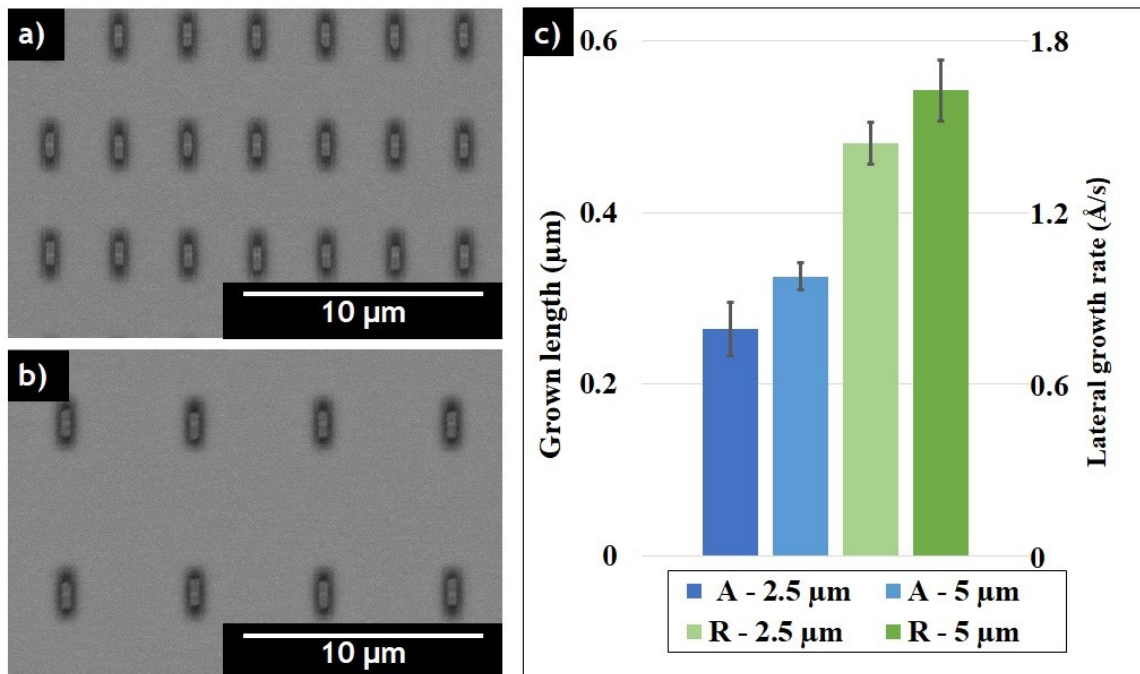 a)
10 µm
b)
10 µm
c)
0.6
0.4
0.2
0
Grown length (µm)
1.8
1.2
0.6
0
Lateral growth rate (Å/s)
A - 2.5 µm A - 5 µm
R - 2.5 µm R - 5 µm